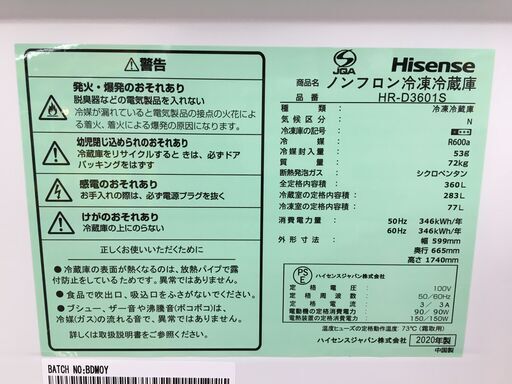 ⚠警告
発火・爆発のおそれあり
脱臭器などの電気製品を入れない
冷媒が漏れていると電気製品の接点の火花に
よる着火、着火による爆発の原因になります。
幼児閉じ込められのおそれあり
冷蔵庫をリサイクルするときは、必ずドア
パッキングをはずす
感電のおそれあり
お手入れの際は、必ず電源プラグを抜く
けがのおそれあり
冷蔵庫の上にのらない
正しくお使いいただくために
●冷蔵庫の表面が熱くなるのは、放熱パイプで露
付防止をしているためです。異常ではありません。
●食品で吹出口、吸込口をふさがないでください。
●ブシュー、ザー音や沸騰音(ポコポコ)は、
冷媒(ガス)の流れる音で、異常ではありません。
詳しくは取扱説明書をご参照ください。
BATCH NO:BDMOY
JQA
Hisense
商品名 ノンフロン冷凍冷蔵庫
品番 HR-D3601S
種類 : 冷凍冷蔵庫
気候区分 : N
冷凍庫の記号 :
冷媒 : R600a
冷媒封入量 : 53g
質量 : 72kg
断熱発泡ガス : シクロペンタン
全定格内容積 : 360L
冷蔵室の定格内容積 : 283L
冷凍室の定格内容積 : 77L
消費電力量 : 50Hz 346kWh/年
60Hz 346kWh/年
外形寸法 : 幅 599mm
奥行 665mm
高さ 1740mm
PSE
ハイセンスジャパン株式会社
定格電圧 : 100V
定格周波数 : 50/60Hz
定格電流 : 3/ 3A
電動機の定格消費電力 : 90/ 90W
電熱装置の定格消費電力 : 150/150W
温度ヒューズの定格動作温度: 73℃ (霜取用)
ハイセンスジャパン株式会社
2020年製
中国製